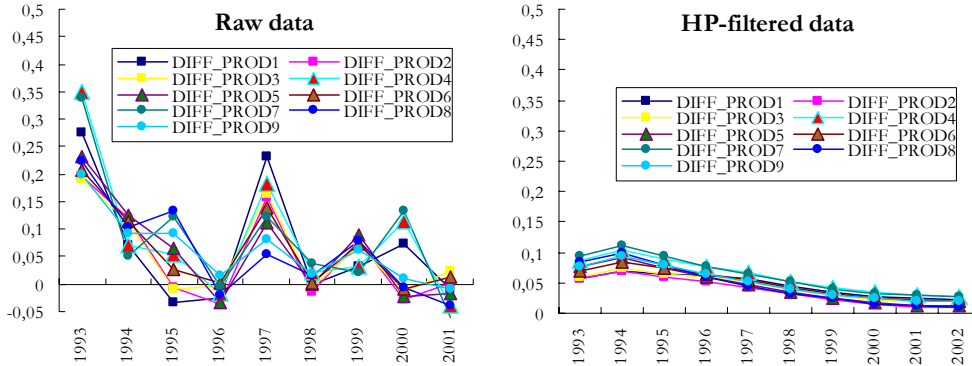 Raw data
0,5
0,45
0,4
0,35
0,3
0,25
0,2
0,15
0,1
0,05
0
-0,05
DIFF_PROD1 DIFF_PROD2
DIFF_PROD3 DIFF_PROD4
DIFF_PROD5 DIFF_PROD6
DIFF_PROD7 DIFF_PROD8
DIFF_PROD9
1993 1994 1995 1996 1997 1998 1999 2000 2001
HP-filtered data
0,5
0,45
0,4
0,35
0,3
0,25
0,2
0,15
0,1
0,05
0
DIFF_PROD1 DIFF_PROD2
DIFF_PROD3 DIFF_PROD4
DIFF_PROD5 DIFF_PROD6
DIFF_PROD7 DIFF_PROD8
DIFF_PROD9
1993 1994 1995 1996 1997 1998 1999 2000 2001 2002